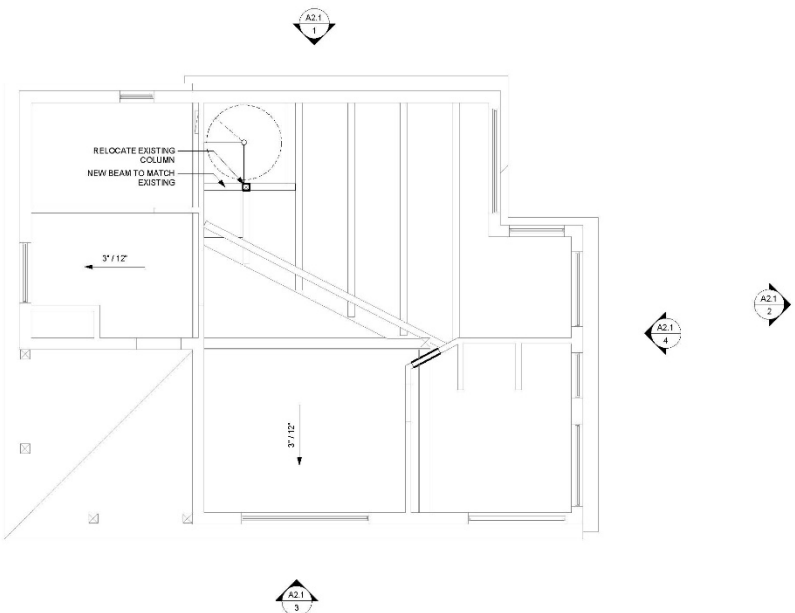 A2.1
1
RELOCATE EXISTING
COLUMN
NEW BEAM TO MATCH
EXISTING
3" / 12"
A2.1
2
A2.1
4
3" / 12"
A2.1
3